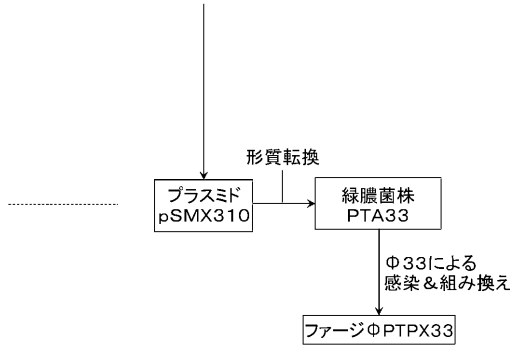 形質転換
プラスミド
pSMX310
緑膿菌株
PTA33
Φ33による
感染&組み換え
ファージΦPTPX33